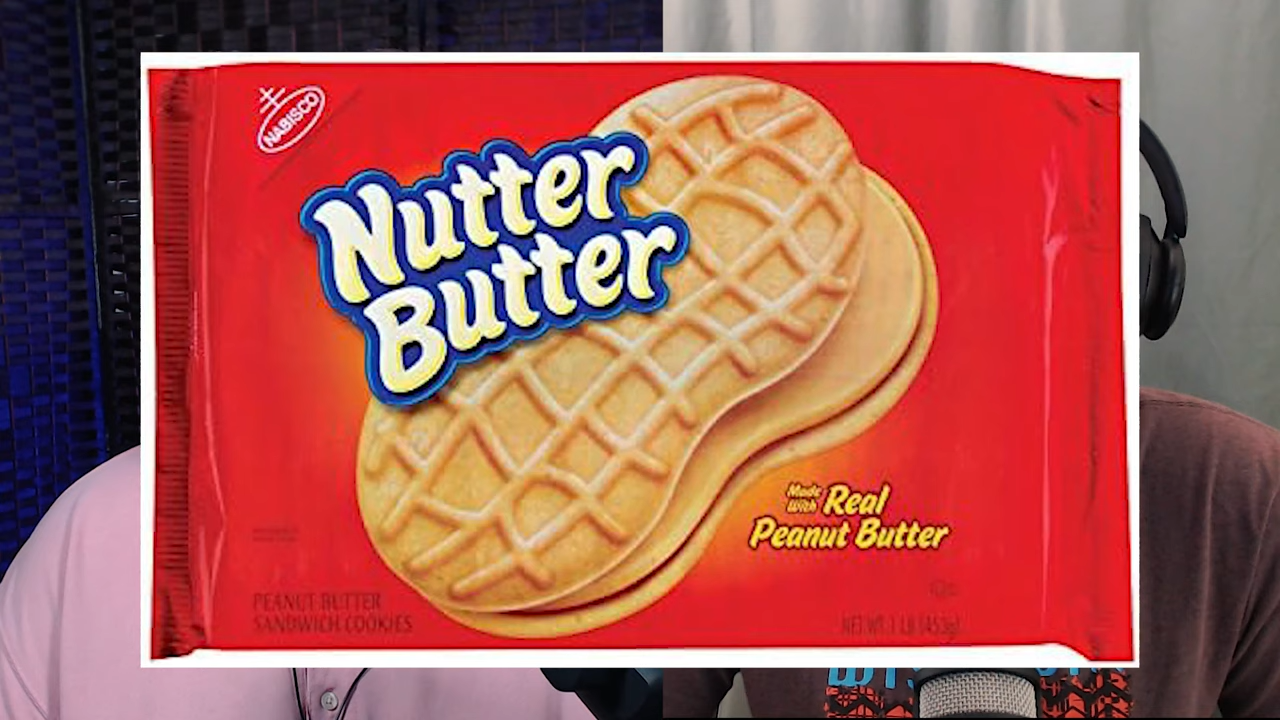 NABISCO
Nutter
Butter
Made
With Real
Peanut Butter
PEANUT BUTTER
SANDWICH COOKIES
NET WT 1 LB (453g)